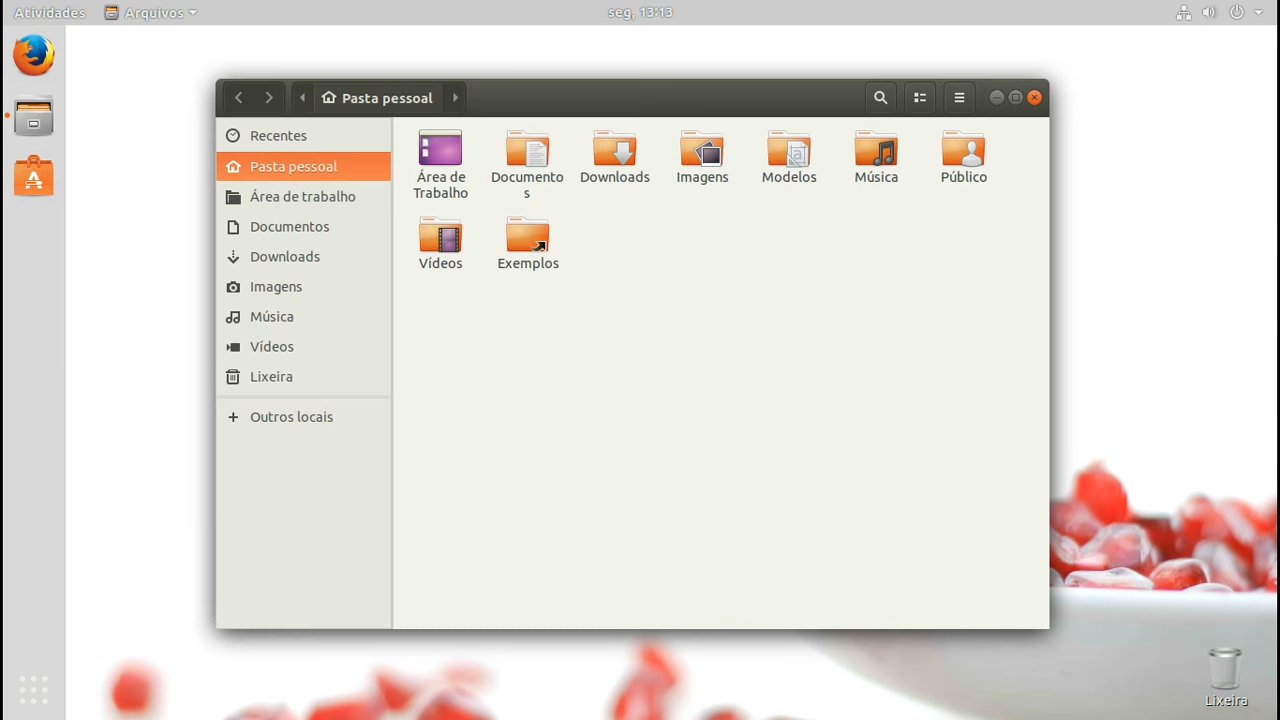 Atividades Arquivos seg, 13:13
Pasta pessoal
Recentes
Pasta pessoal
Área de trabalho
Documentos
Downloads
Imagens
Música
Vídeos
Lixeira
Outros locais
Área de
Trabalho
Documento
s
Downloads
Imagens
Modelos
Música
Público
Vídeos
Exemplos
Lixeira